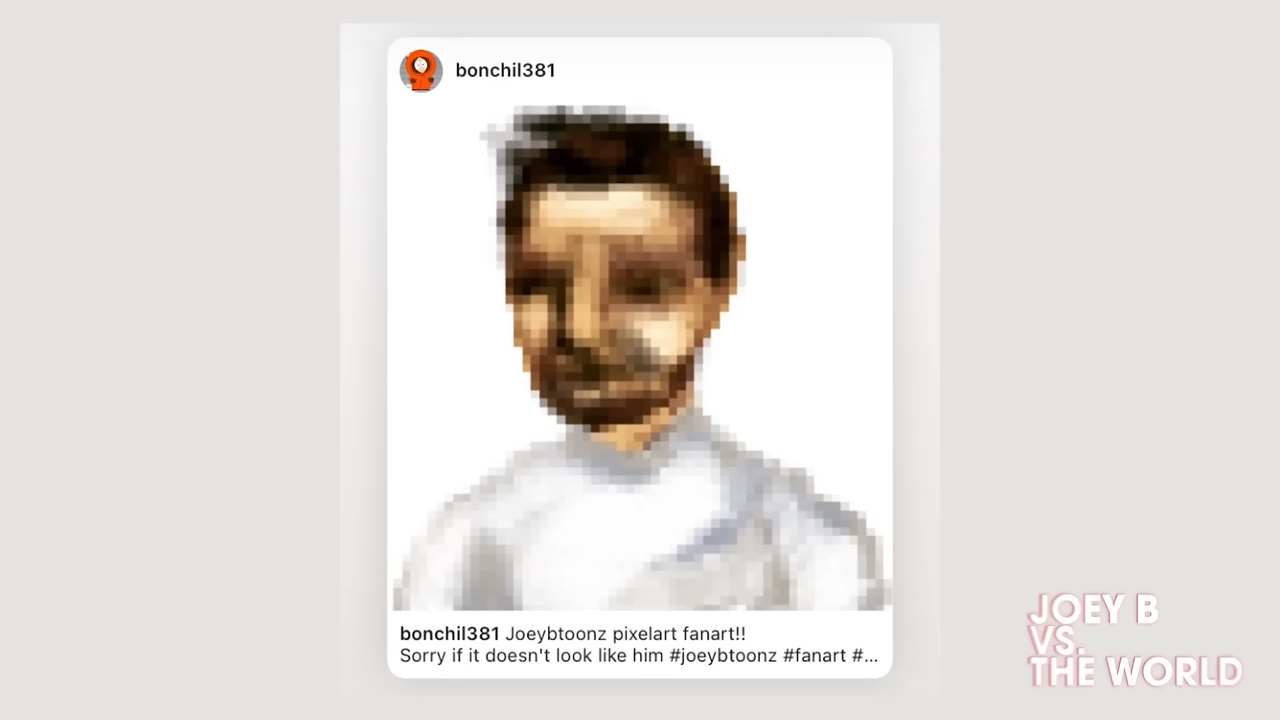 bonchil381
bonchil381 Joeybtoonz pixelart fanart!!
Sorry if it doesn't look like him #joeybtoonz #fanart #...
JOEY B
VS.
THE WORLD